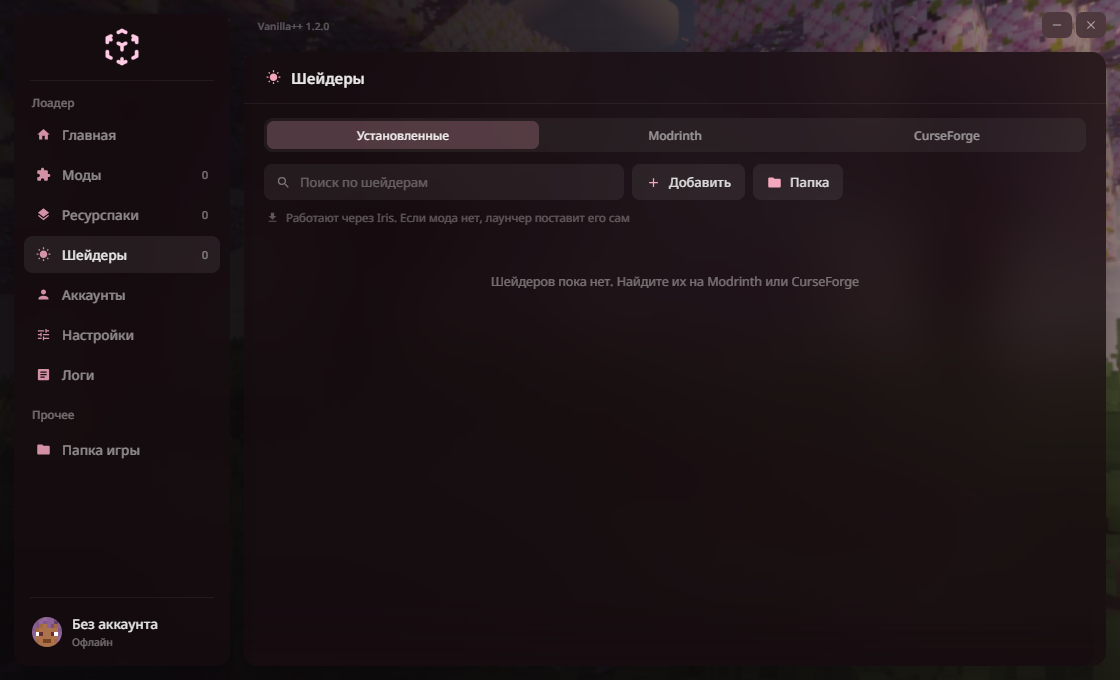 Vanilla++ 1.2.0
Лоадер
Главная
Моды 0
Ресурспаки 0
Шейдеры 0
Аккаунты
Настройки
Логи
Прочее
Папка игры
Без аккаунта
Офлайн
Шейдеры
Установленные Modrinth CurseForge
Поиск по шейдерам Добавить Папка
Работают через Iris. Если мода нет, лаунчер поставит его сам
Шейдеров пока нет. Найдите их на Modrinth или CurseForge